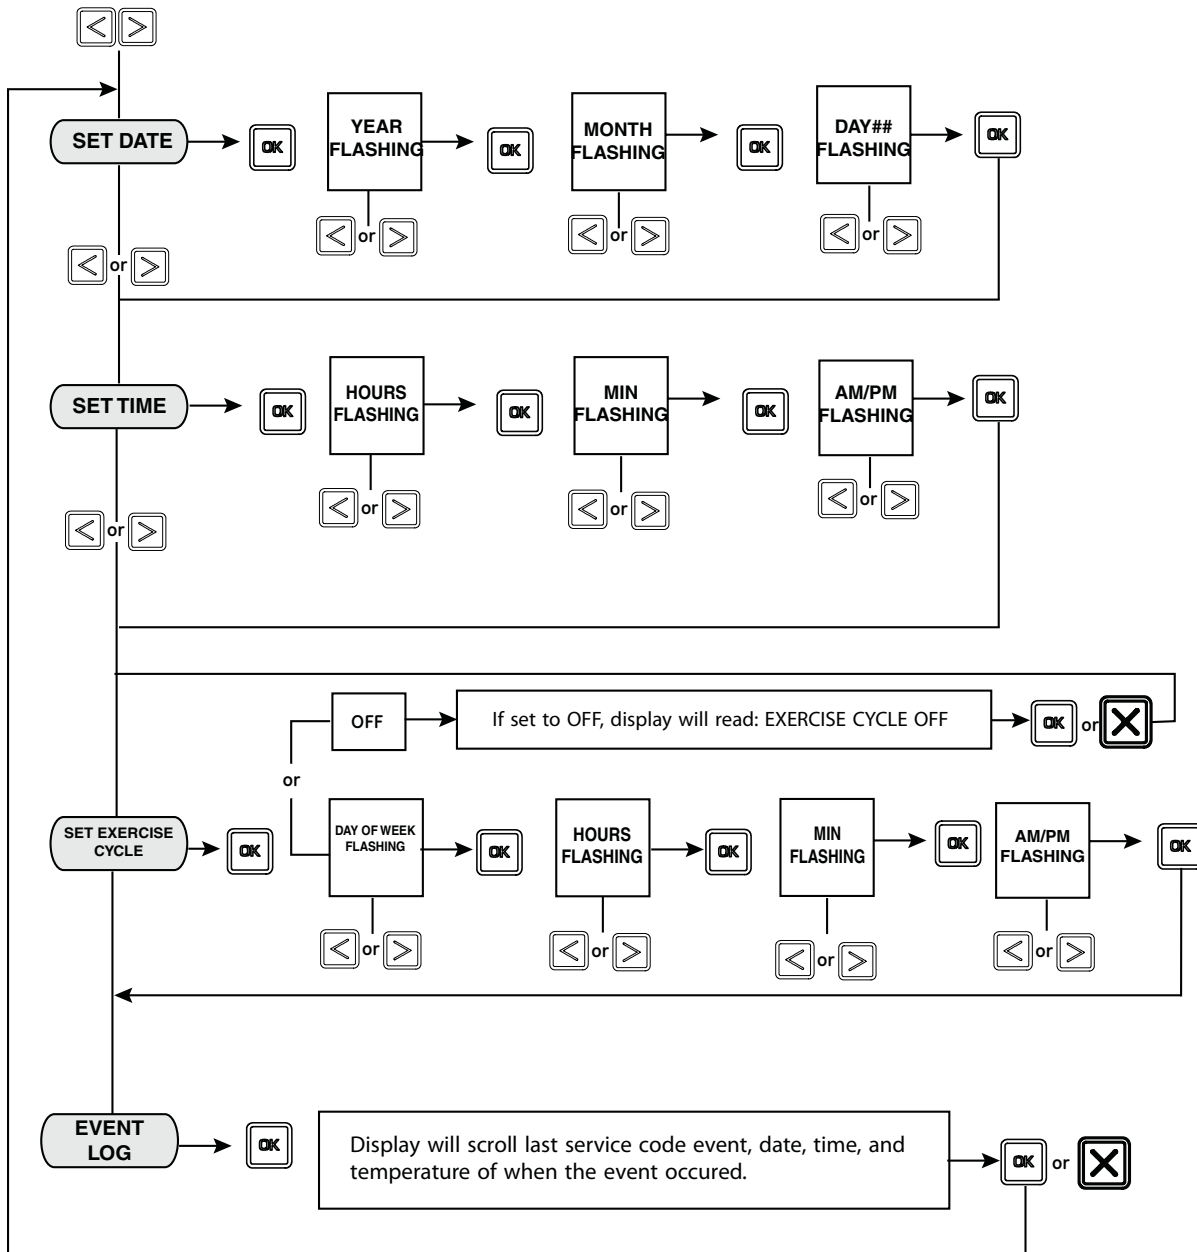 < >
SET DATE
OK
YEAR
FLASHING
OK
MONTH
FLASHING
OK
DAY##
FLASHING
OK
< or >
< or >
< or >
< or >
SET TIME
OK
HOURS
FLASHING
OK
MIN
FLASHING
OK
AM/PM
FLASHING
OK
< or >
< or >
< or >
< or >
OFF
If set to OFF, display will read: EXERCISE CYCLE OFF
OK or X
or
SET EXERCISE
CYCLE
OK
DAY OF WEEK
FLASHING
OK
HOURS
FLASHING
OK
MIN
FLASHING
OK
AM/PM
FLASHING
OK
< or >
< or >
< or >
< or >
EVENT
LOG
OK
Display will scroll last service code event, date, time, and
temperature of when the event occured.
OK or X